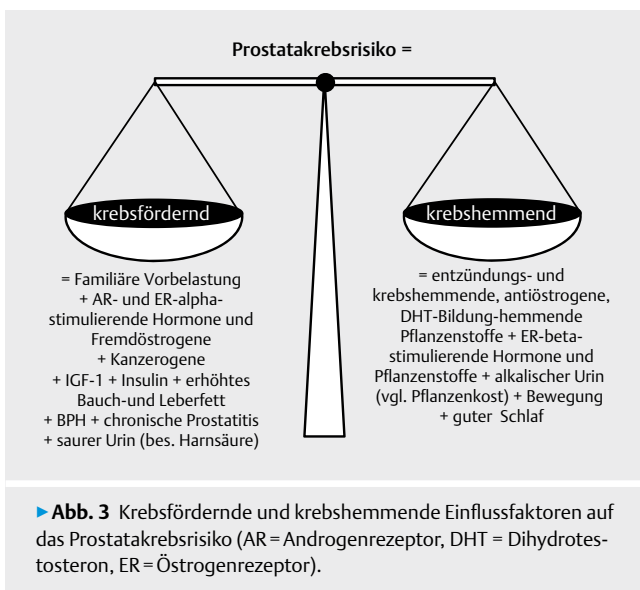 Prostatakrebsrisiko =
krebsfördernd
= Familiäre Vorbelastung
+ AR- und ER-alpha-
stimulierende Hormone und
Fremdöstrogene
+ Kanzerogene
+ IGF-1 + Insulin + erhöhtes
Bauch-und Leberfett
+ BPH + chronische Prostatitis
+ saurer Urin (bes. Harnsäure)
krebshemmend
= entzündungs- und
krebshemmende, antiöstrogene,
DHT-Bildung-hemmende
Pflanzenstoffe + ER-beta-
stimulierende Hormone und
Pflanzenstoffe + alkalischer Urin
(vgl. Pflanzenkost) + Bewegung
+ guter Schlaf
▶ Abb. 3 Krebsfördernde und krebshemmende Einflussfaktoren auf
das Prostatakrebsrisiko (AR = Androgenrezeptor, DHT = Dihydrotes-
tosteron, ER = Östrogenrezeptor).